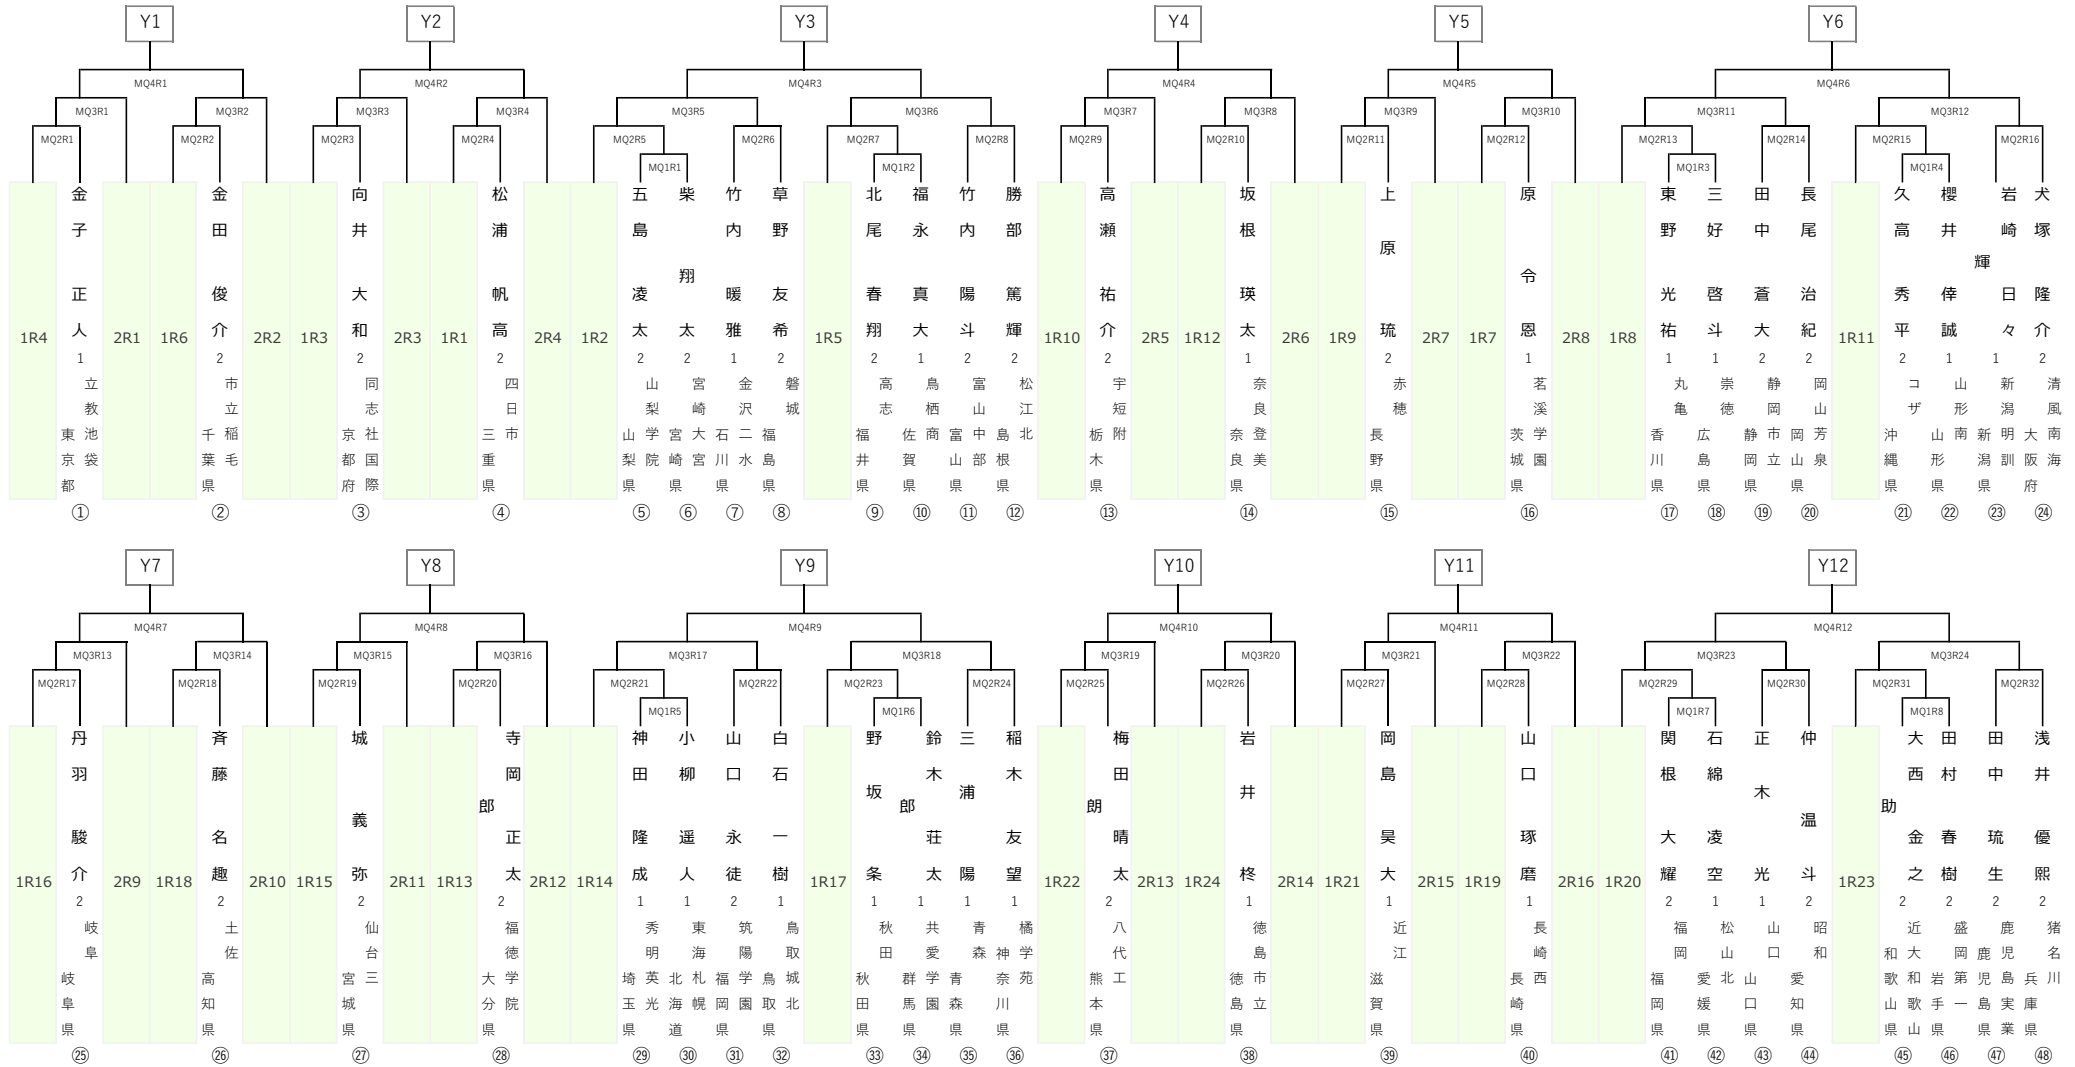 Y1 Y2 Y3 Y4 Y5 Y6
MQ4R1 MQ4R2 MQ4R3 MQ4R4 MQ4R5 MQ4R6
MQ3R1 MQ3R2 MQ3R3 MQ3R4 MQ3R5 MQ3R6 MQ3R7 MQ3R8 MQ3R9 MQ3R10 MQ3R11 MQ3R12
MQ2R1 MQ2R2 MQ2R3 MQ2R4 MQ2R5 MQ2R6 MQ2R7 MQ2R8 MQ2R9 MQ2R10 MQ2R11 MQ2R12 MQ2R13 MQ2R14 MQ2R15 MQ2R16
MQ1R1 MQ1R2 MQ1R3 MQ1R4
1R4
金子 正人 1 立教池袋 東京都 ①
2R1
1R6
金田 俊介 2 市立稲毛 千葉県 ②
2R2
1R3
向井 大和 2 同志社国際 京都府 ③
2R3
1R1
松浦 帆高 2 四日市 三重県 ④
2R4
1R2
五島 凌太 2 山梨学院 山梨県 ⑤
柴 翔太 2 宮崎大宮 宮崎県 ⑥
竹内 暖雅 1 金沢二水 石川県 ⑦
草野 友希 2 磐城 福島県 ⑧
1R5
北尾 春翔 2 高志 福井県 ⑨
福永 真大 1 鳥栖商 佐賀県 ⑩
竹内 陽斗 2 富山中部 富山県 ⑪
勝部 篤輝 2 松江北 島根県 ⑫
1R10
高瀬 祐介 2 宇短附 栃木県 ⑬
2R5
1R12
坂根 瑛太 1 奈良登美 奈良県 ⑭
2R6
1R9
上原 琉 2 赤穂 長野県 ⑮
2R7
1R7
原 令恩 1 茗溪学園 茨城県 ⑯
2R8
1R8
東野 光祐 1 丸亀 香川県 ⑰
三好 啓斗 1 崇徳 広島県 ⑱
田中 蒼大 2 静岡市立 静岡県 ⑲
長尾 治紀 2 岡山芳泉 岡山県 ⑳
1R11
久高 秀平 2 コザ 沖縄県 ㉑
櫻井 倖誠 1 山形南 山形県 ㉒
岩崎 日々輝 1 新潟明訓 新潟県 ㉓
犬塚 隆介 2 清風南海 大阪府 ㉔
Y7 Y8 Y9 Y10 Y11 Y12
MQ4R7 MQ4R8 MQ4R9 MQ4R10 MQ4R11 MQ4R12
MQ3R13 MQ3R14 MQ3R15 MQ3R16 MQ3R17 MQ3R18 MQ3R19 MQ3R20 MQ3R21 MQ3R22 MQ3R23 MQ3R24
MQ2R17 MQ2R18 MQ2R19 MQ2R20 MQ2R21 MQ2R22 MQ2R23 MQ2R24 MQ2R25 MQ2R26 MQ2R27 MQ2R28 MQ2R29 MQ2R30 MQ2R31 MQ2R32
MQ1R5 MQ1R6 MQ1R7 MQ1R8
1R16
丹羽 駿介 2 岐阜 岐阜県 ㉕
2R9
1R18
斉藤 名趣 2 土佐 高知県 ㉖
2R10
1R15
城 義弥 2 仙台三 宮城県 ㉗
2R11
1R13
寺岡 正太郎 2 福徳学院 大分県 ㉘
2R12
1R14
神田 隆成 1 秀明英光 埼玉県 ㉙
小柳 遥人 1 東海札幌 北海道 ㉚
山口 永徒 2 筑陽学園 福岡県 ㉛
白石 一樹 1 鳥取城北 鳥取県 ㉜
1R17
野坂 条 1 秋田 秋田県 ㉝
鈴木 荘太郎 1 共愛学園 群馬県 ㉞
三浦 陽 1 青森 青森県 ㉟
稲木 友望 1 橘学苑 神奈川県 ㊱
1R22
梅田 晴太朗 2 八代工 熊本県 ㊲
2R13
1R24
岩井 柊 1 徳島市立 徳島県 ㊳
2R14
1R21
岡島 昊大 1 近江 滋賀県 ㊴
2R15
1R19
山口 琢磨 1 長崎西 長崎県 ㊵
2R16
1R20
関根 大耀 2 福岡 福岡県 ㊶
石綿 凌空 1 松山北 愛媛県 ㊷
正木 光 1 山口 山口県 ㊸
仲 温斗 2 昭和 愛知県 ㊹
1R23
大西 金之助 2 近大和歌山 和歌山県 ㊺
田村 春樹 2 盛岡第一 岩手県 ㊻
田中 琉生 2 鹿児島実業 鹿児島県 ㊼
浅井 優熙 2 猪名川 兵庫県 ㊽